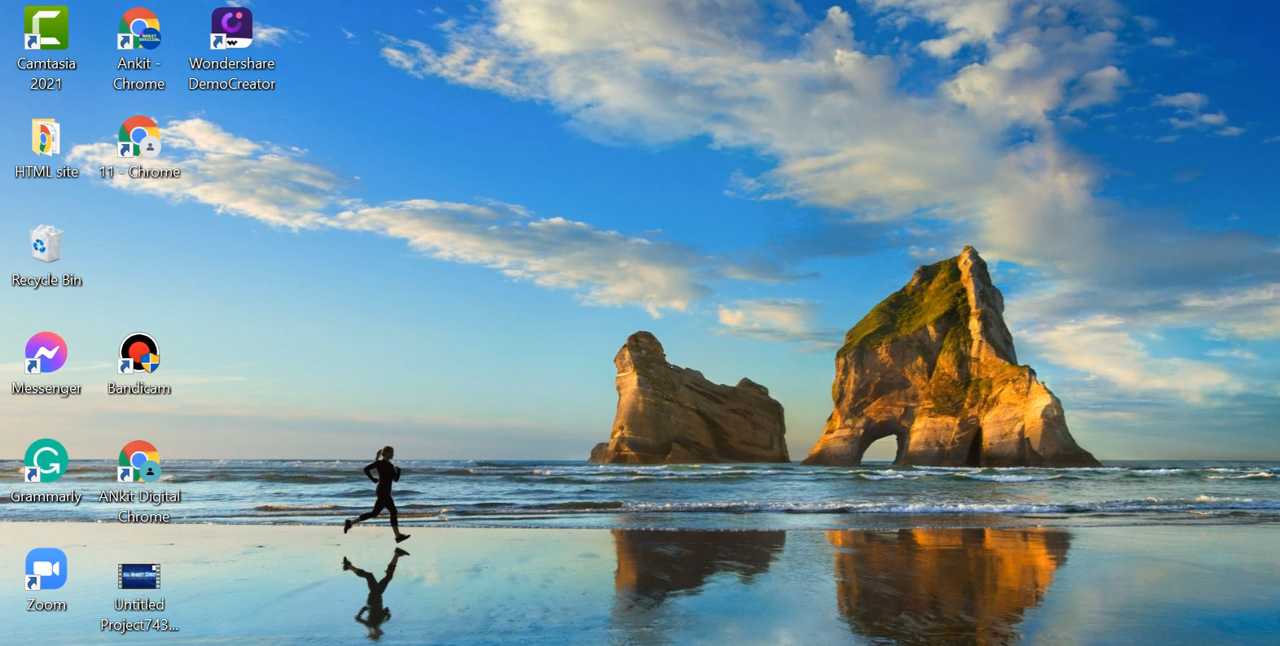 Camtasia
2021
Ankit -
Chrome
Wondershare
DemoCreator
HTML site
11 - Chrome
Recycle Bin
Messenger
Bandicam
Grammarly
ANkit Digital
Chrome
Zoom
Untitled
Project743...